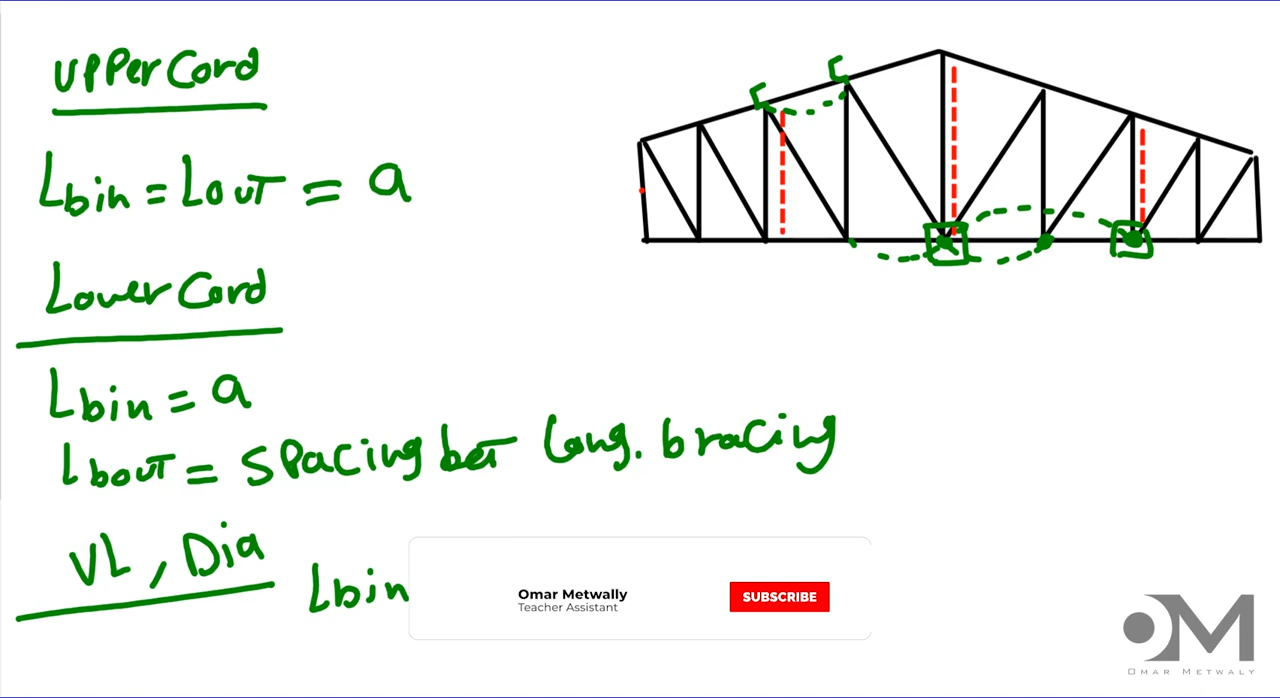 UPPer Cord
Lbin = LOUT = a
Lower Cord
Lbin = a
LbOUT = Spacing bet Long. bracing
VL, Dia
Lbin
Omar Metwally
Teacher Assistant
SUBSCRIBE
OM
OMAR METWALY